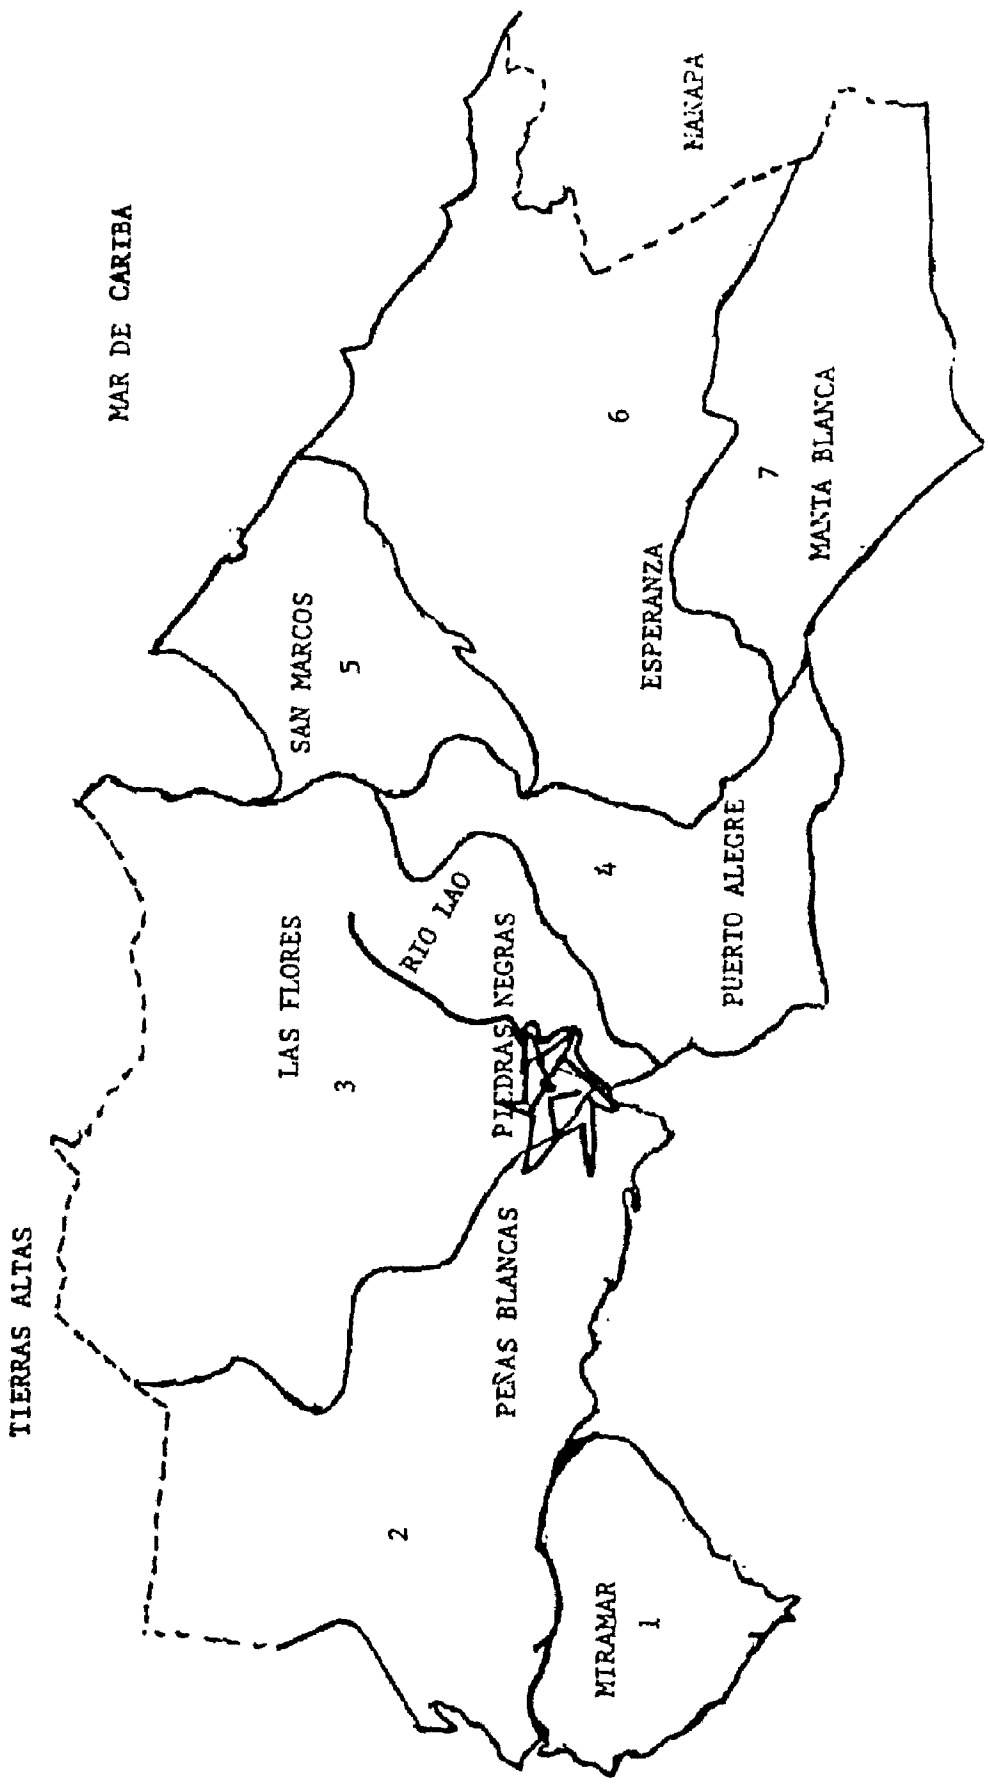 TIERRAS ALTAS
MAR DE CARIBA
LAS FLORES
3
SAN MARCOS
5
RIO LAO
2
PEÑAS BLANCAS
PIEDRAS NEGRAS
MIRAMAR
1
4
PUERTO ALEGRE
ESPERANZA
6
7
MANTA BLANCA
MAKAPA